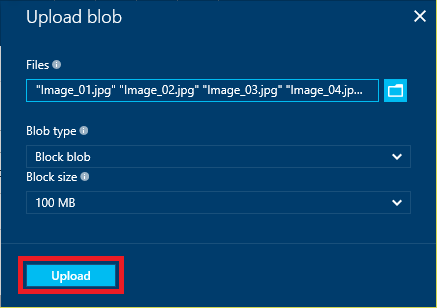 Upload blob
Files
"Image_01.jpg" "Image_02.jpg" "Image_03.jpg" "Image_04.jp...
Blob type
Block blob
Block size
100 MB
Upload